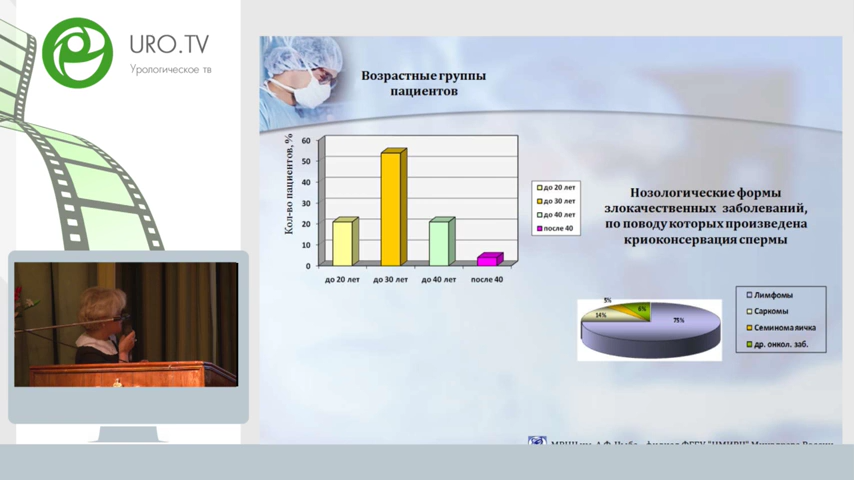 URO.TV
Урологическое тв
Возрастные группы
пациентов
Кол-во пациентов, %
60
50
40
30
20
10
0
до 20 лет
до 30 лет
до 40 лет
после 40
до 20 лет
до 30 лет
до 40 лет
после 40
Нозологические формы
злокачественных заболеваний,
по поводу которых произведена
криоконсервация спермы
5%
6%
14%
75%
Лимфомы
Саркомы
Семинома яичка
др. онкол. заб.